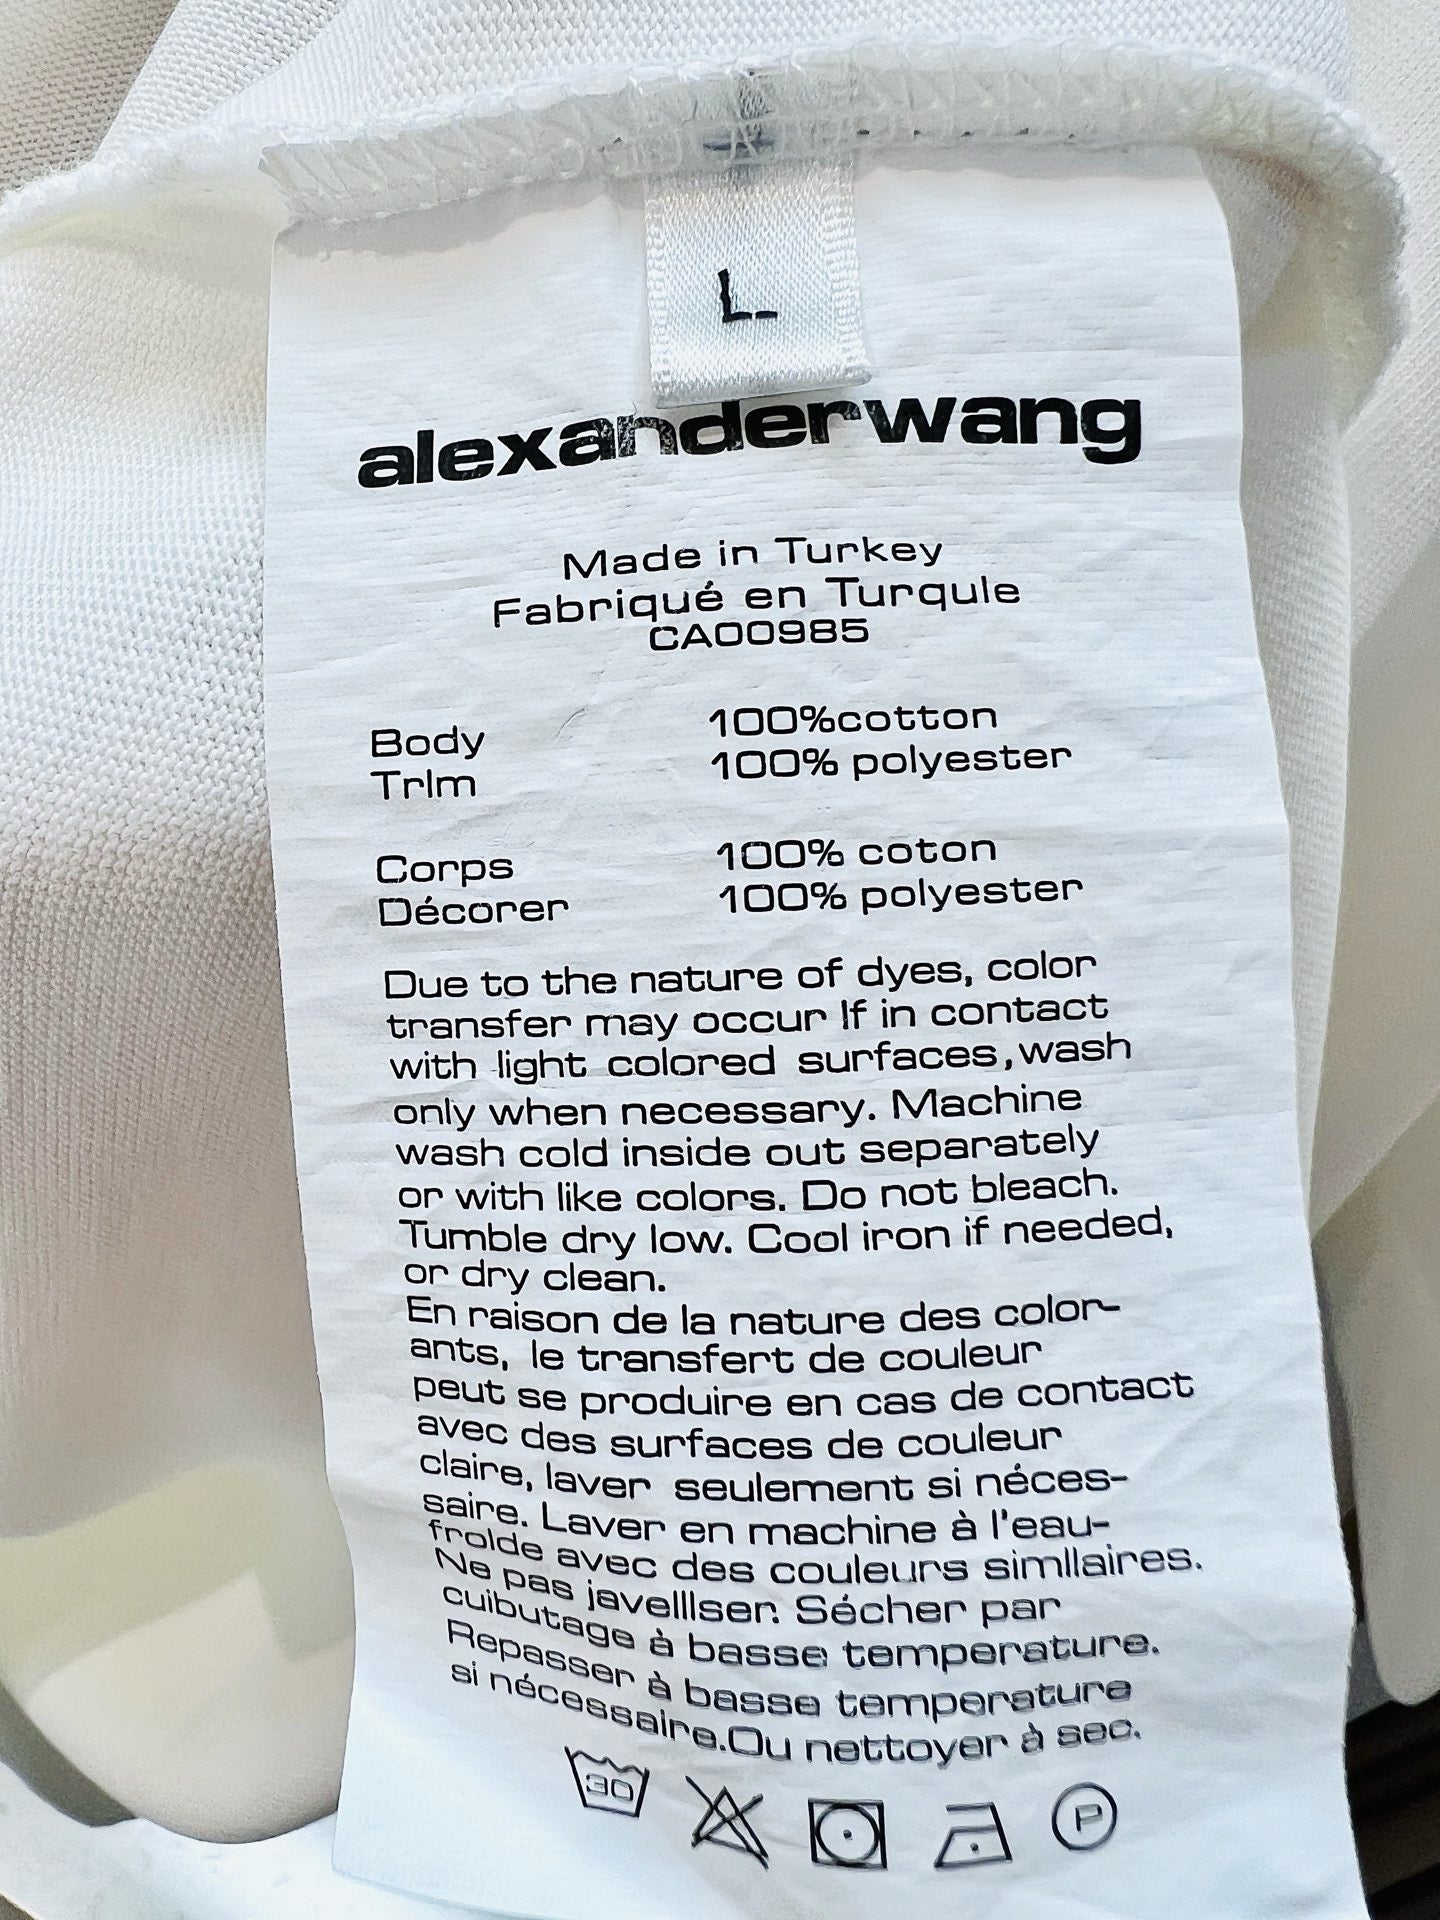 L
alexanderwang
Made in Turkey
Fabriqué en Turqule
CA00985
Body 100%cotton
Trlm 100% polyester
Corps 100% coton
Décorer 100% polyester
Due to the nature of dyes, color
transfer may occur If in contact
with light colored surfaces,wash
only when necessary. Machine
wash cold inside out separately
or with like colors. Do not bleach.
Tumble dry low. Cool iron if needed,
or dry clean.
En raison de la nature des color-
ants, le transfert de couleur
peut se produire en cas de contact
avec des surfaces de couleur
claire, laver seulement si néces-
saire. Laver en machine à l'eau-
frolde avec des couleurs simllaires.
Ne pas javelllser. Sécher par
cuibutage à basse temperature.
Repasser à basse temperature
si nécessalre.Ou nettoyer à sec.
30 P